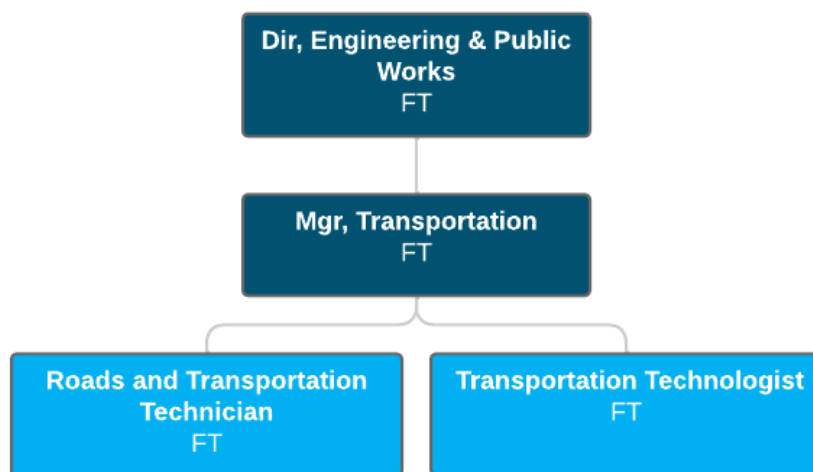 Dir, Engineering & Public
Works
FT
Mgr, Transportation
FT
Roads and Transportation
Technician
FT
Transportation Technologist
FT